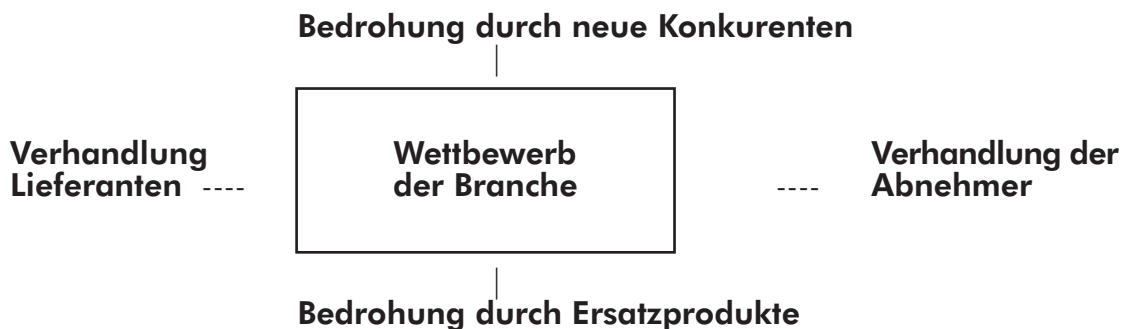 Bedrohung durch neue Konkurenten
Verhandlung
Lieferanten ----
Wettbewerb
der Branche
---- Verhandlung der
Abnehmer
Bedrohung durch Ersatzprodukte